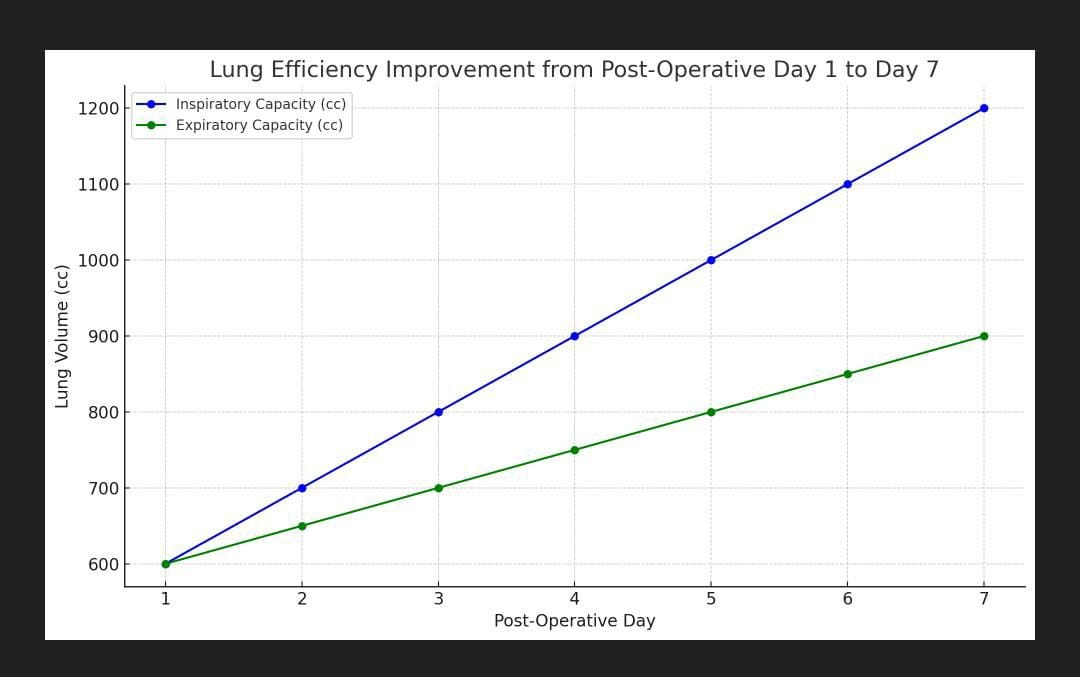 Lung Efficiency Improvement from Post-Operative Day 1 to Day 7
Inspiratory Capacity (cc)
Expiratory Capacity (cc)
1200
1100
1000
900
800
700
600
Lung Volume (cc)
1 2 3 4 5 6 7
Post-Operative Day